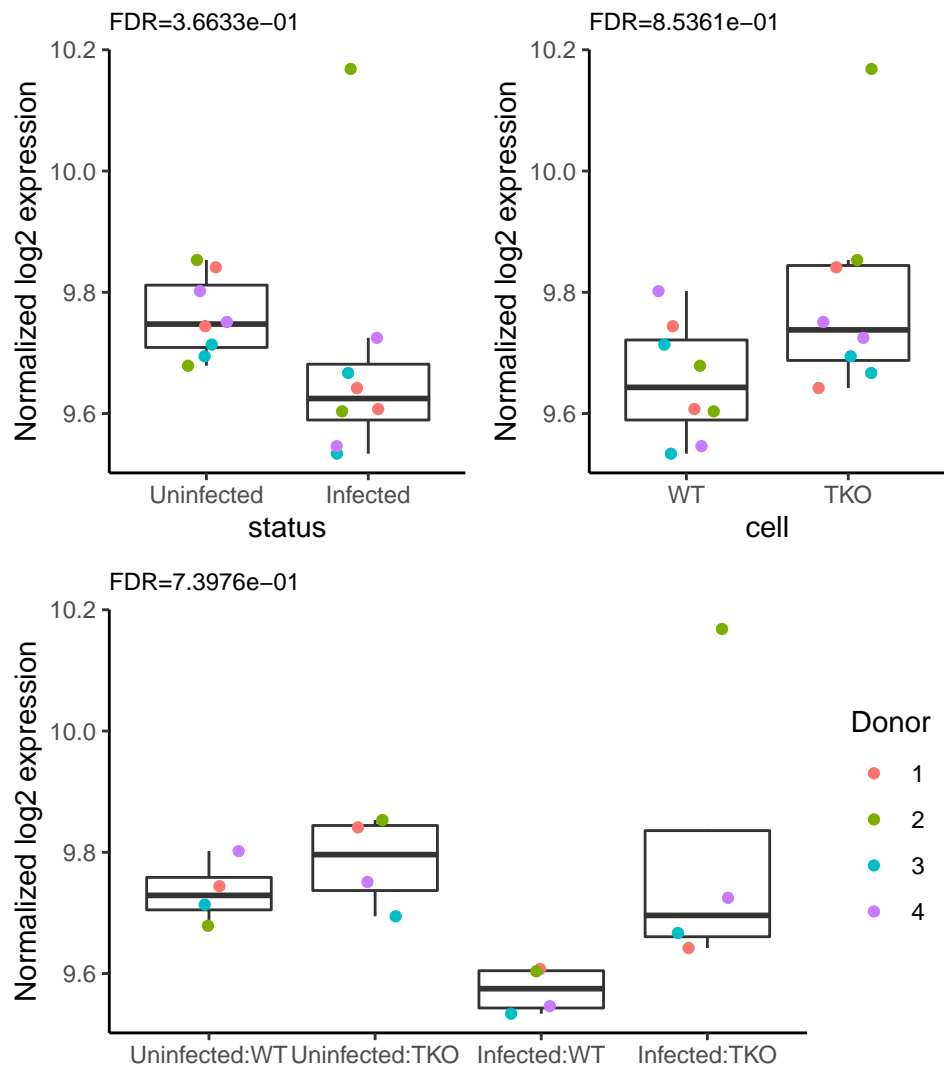 FDR=3.6633e−01
Normalized log2 expression
10.2
10.0
9.8
9.6
Uninfected Infected
status
FDR=8.5361e−01
Normalized log2 expression
10.2
10.0
9.8
9.6
WT TKO
cell
FDR=7.3976e−01
Normalized log2 expression
10.2
10.0
9.8
9.6
Uninfected:WT Uninfected:TKO Infected:WT Infected:TKO
Donor
1
2
3
4